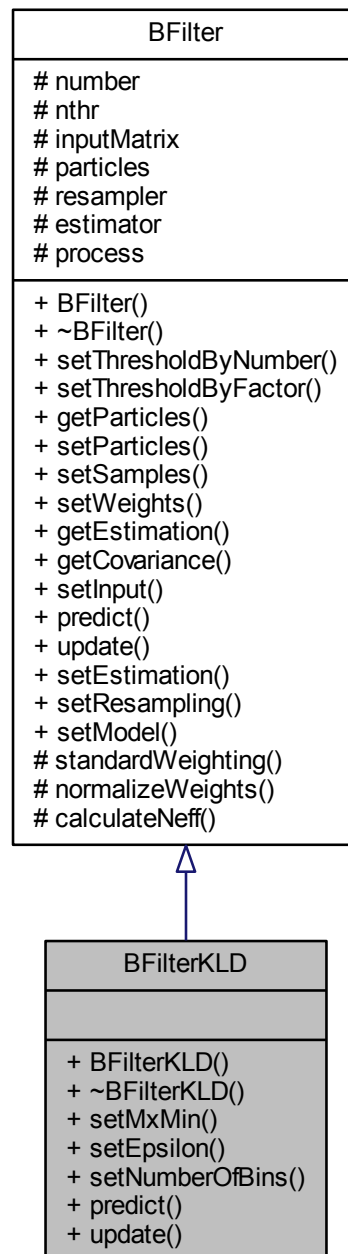 BFilter
# number
# nthr
# inputMatrix
# particles
# resampler
# estimator
# process
+ BFilter()
+ ~BFilter()
+ setThresholdByNumber()
+ setThresholdByFactor()
+ getParticles()
+ setParticles()
+ setSamples()
+ setWeights()
+ getEstimation()
+ getCovariance()
+ setInput()
+ predict()
+ update()
+ setEstimation()
+ setResampling()
+ setModel()
# standardWeighting()
# normalizeWeights()
# calculateNeff()
BFilterKLD
+ BFilterKLD()
+ ~BFilterKLD()
+ setMxMin()
+ setEpsilon()
+ setNumberOfBins()
+ predict()
+ update()